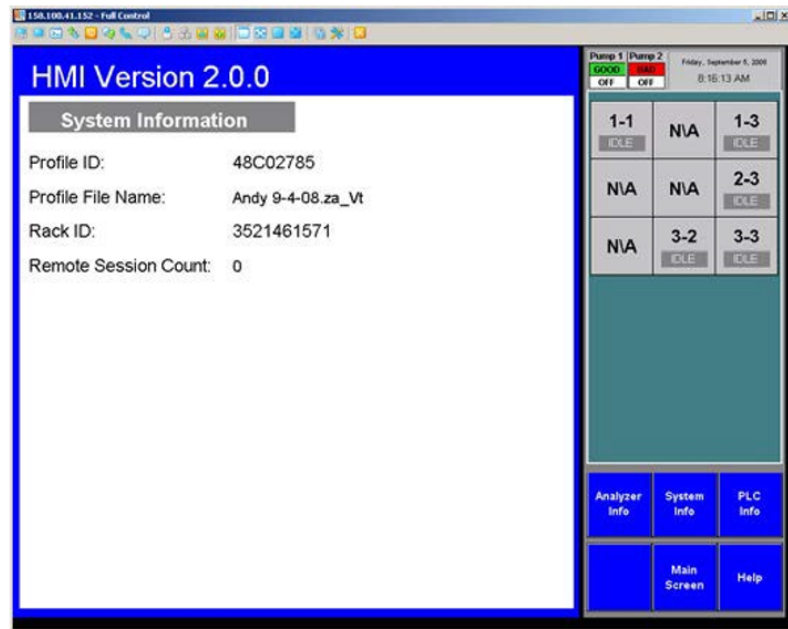 150.100.41.152 - Full Control
HMI Version 2.0.0
Pump 1 Pump 2
GOOD BAD
OFF OFF
Friday, September 5, 2008
8:16:13 AM
System Information
Profile ID: 48C02785
Profile File Name: Andy 9-4-08.za_Vt
Rack ID: 3521461571
Remote Session Count: 0
1-1 N\A 1-3
IDLE IDLE
N\A N\A 2-3
IDLE
N\A 3-2 3-3
IDLE IDLE
Analyzer Info
System Info
PLC Info
Main Screen
Help